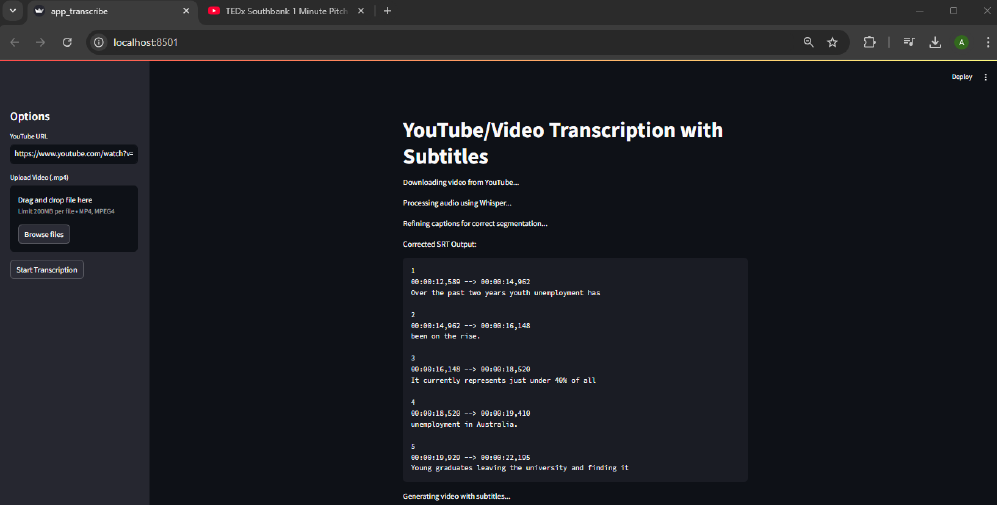 app_transcribe
TEDx Southbank 1 Minute Pitch
localhost:8501
A
Deploy
Options
YouTube URL
https://www.youtube.com/watch?v=
Upload Video (.mp4)
Drag and drop file here
Limit 200MB per file • MP4, MPEG4
Browse files
Start Transcription
YouTube/Video Transcription with
Subtitles
Downloading video from YouTube...
Processing audio using Whisper...
Refining captions for correct segmentation...
Corrected SRT Output:
1
00:00:12,589 --> 00:00:14,962
Over the past two years youth unemployment has
2
00:00:14,962 --> 00:00:16,148
been on the rise.
3
00:00:16,148 --> 00:00:18,520
It currently represents just under 40% of all
4
00:00:18,520 --> 00:00:19,410
unemployment in Australia.
5
00:00:19,929 --> 00:00:22,195
Young graduates leaving the university and finding it
Generating video with subtitles...